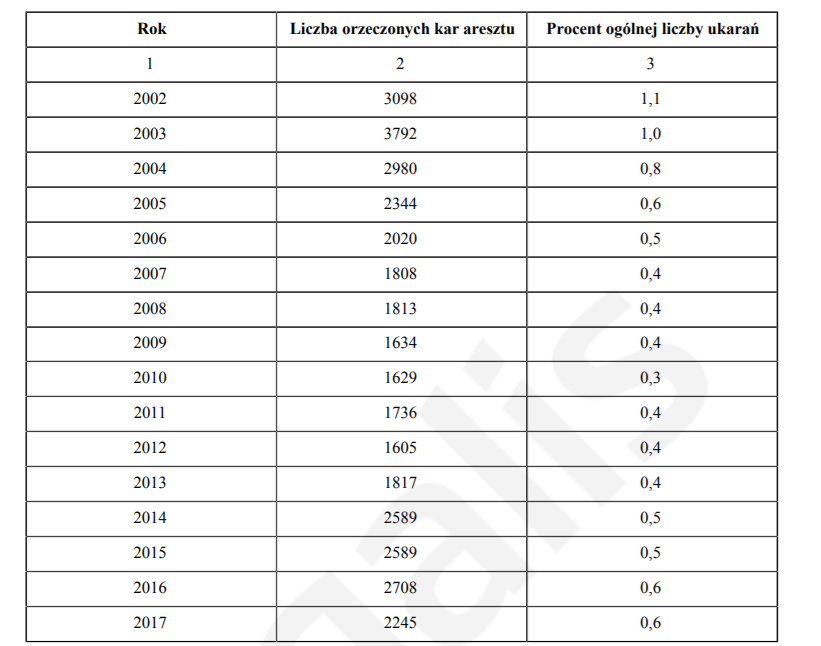 Rok Liczba orzeczonych kar aresztu Procent ogólnej liczby ukarań
1 2 3
2002 3098 1,1
2003 3792 1,0
2004 2980 0,8
2005 2344 0,6
2006 2020 0,5
2007 1808 0,4
2008 1813 0,4
2009 1634 0,4
2010 1629 0,3
2011 1736 0,4
2012 1605 0,4
2013 1817 0,4
2014 2589 0,5
2015 2589 0,5
2016 2708 0,6
2017 2245 0,6
alis